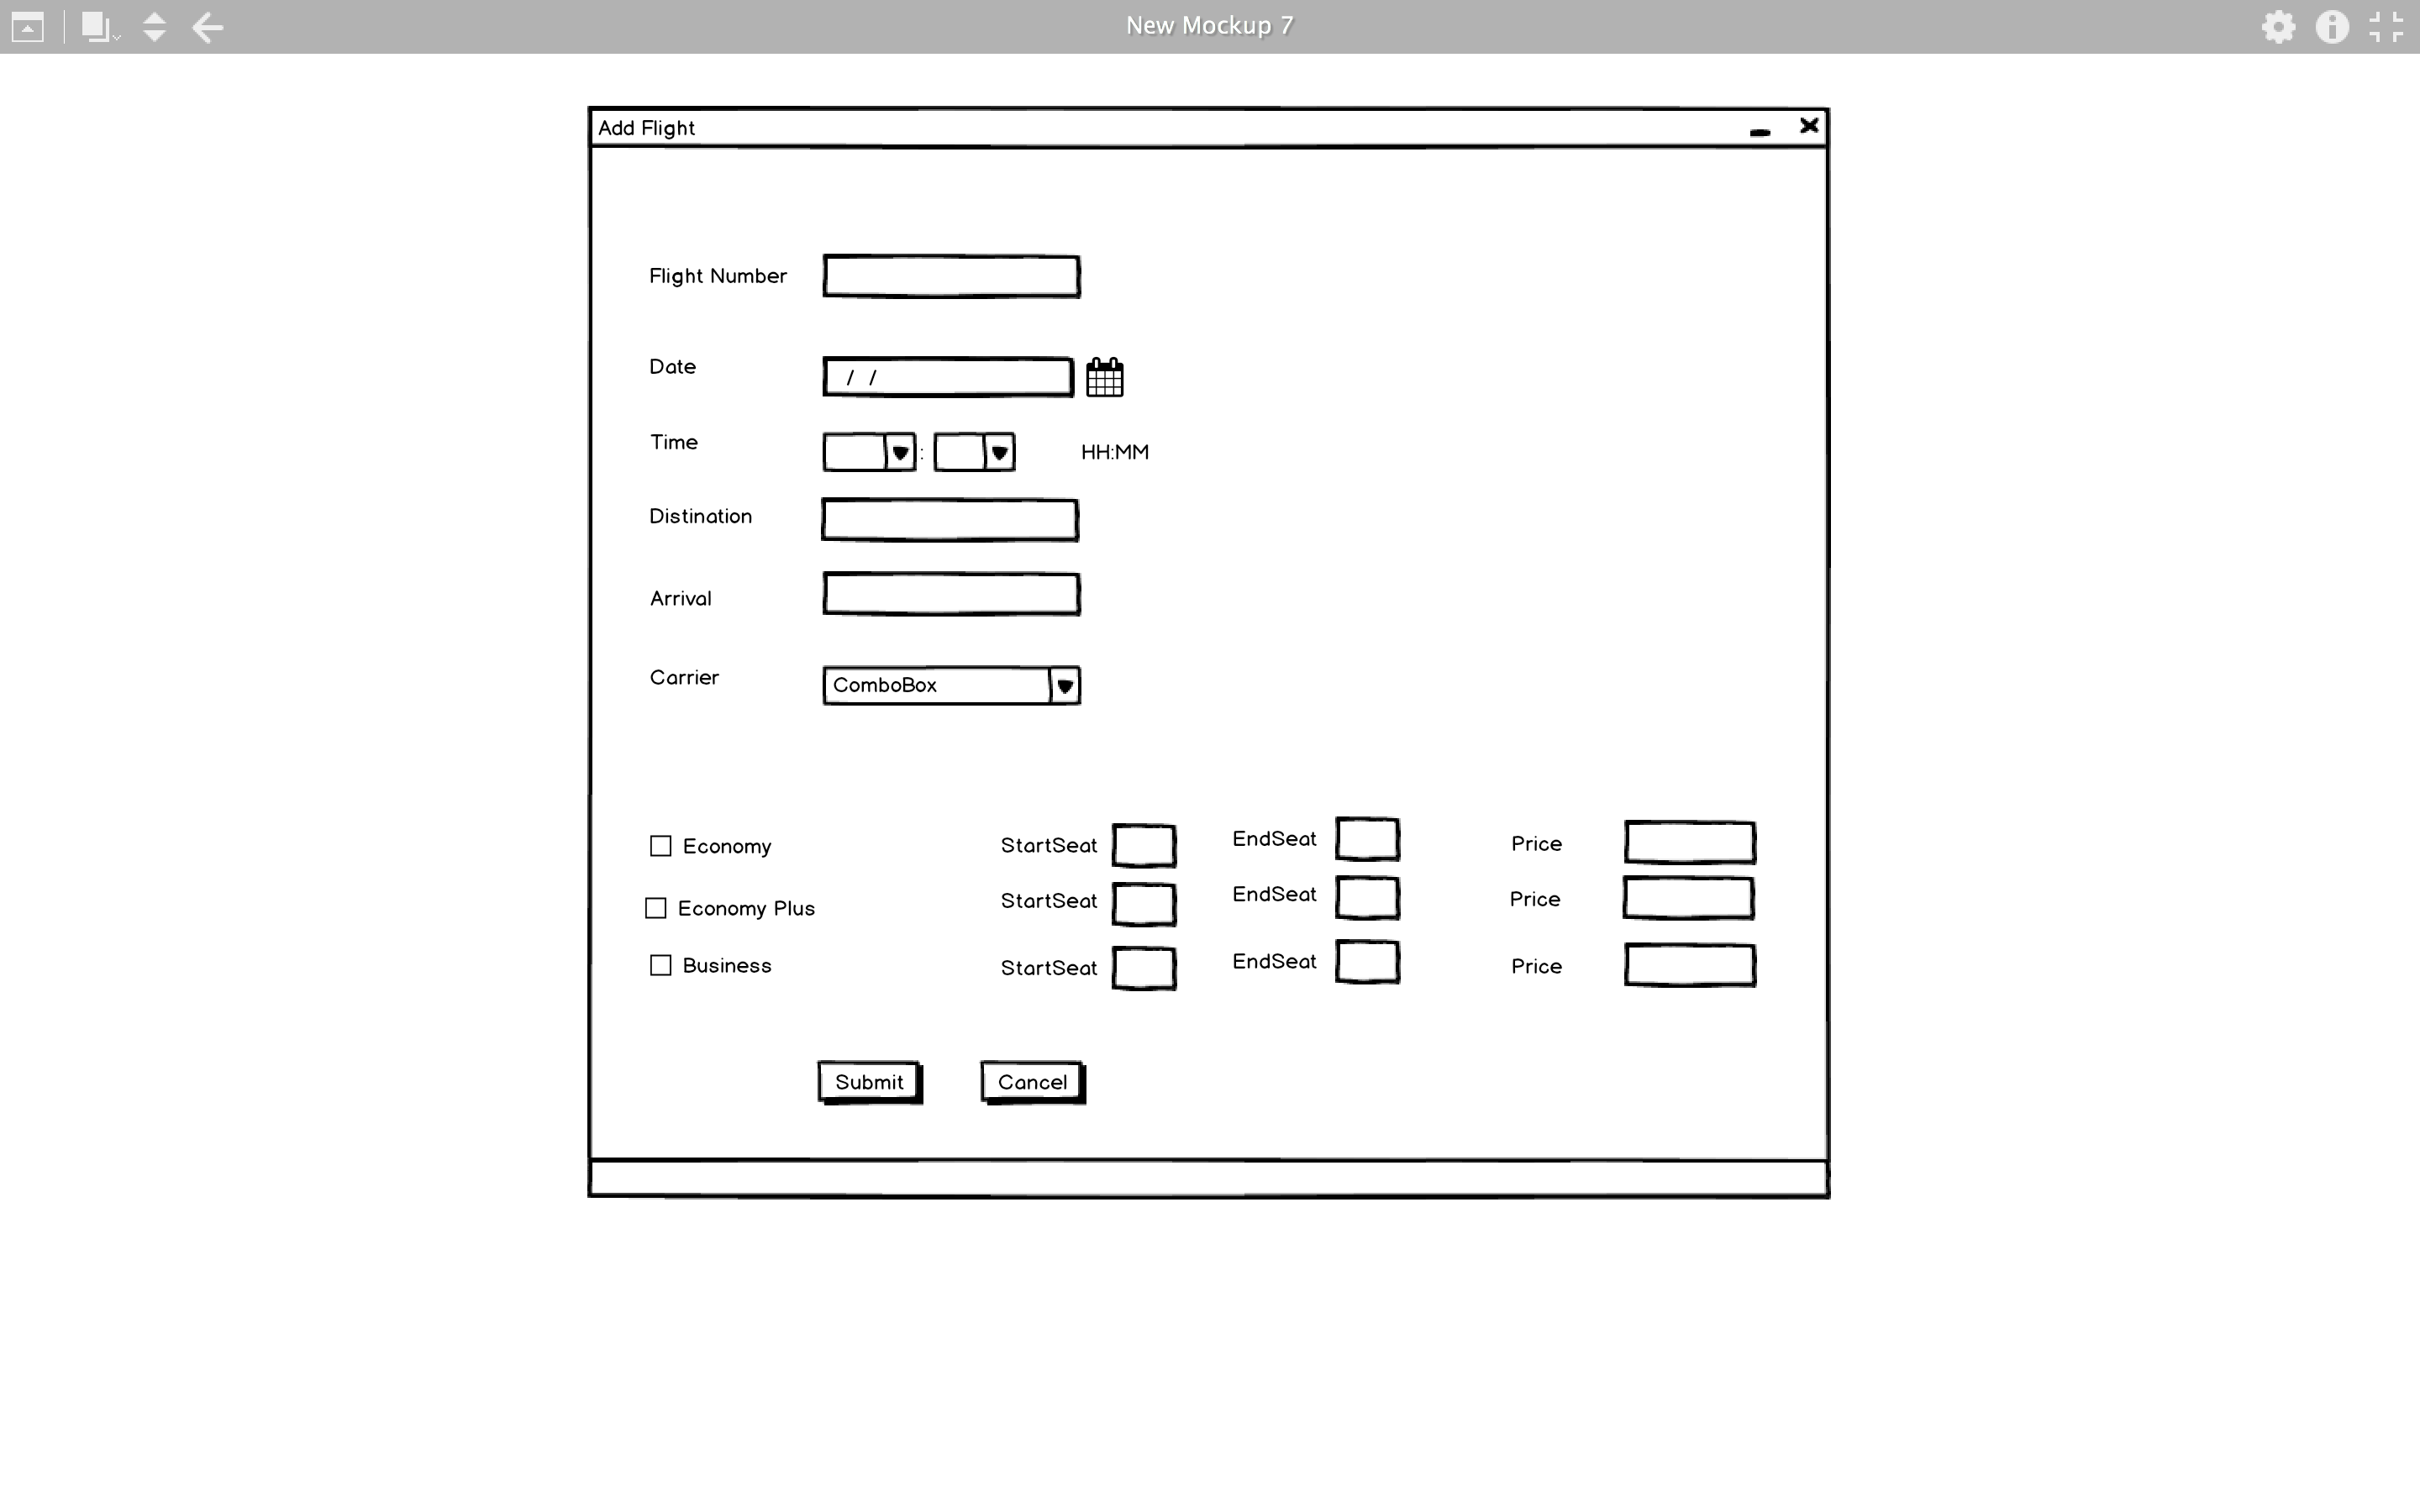 New Mockup 7
Add Flight
Flight Number
Date / /
Time : HH:MM
Distination
Arrival
Carrier ComboBox
Economy StartSeat EndSeat Price
Economy Plus StartSeat EndSeat Price
Business StartSeat EndSeat Price
Submit Cancel